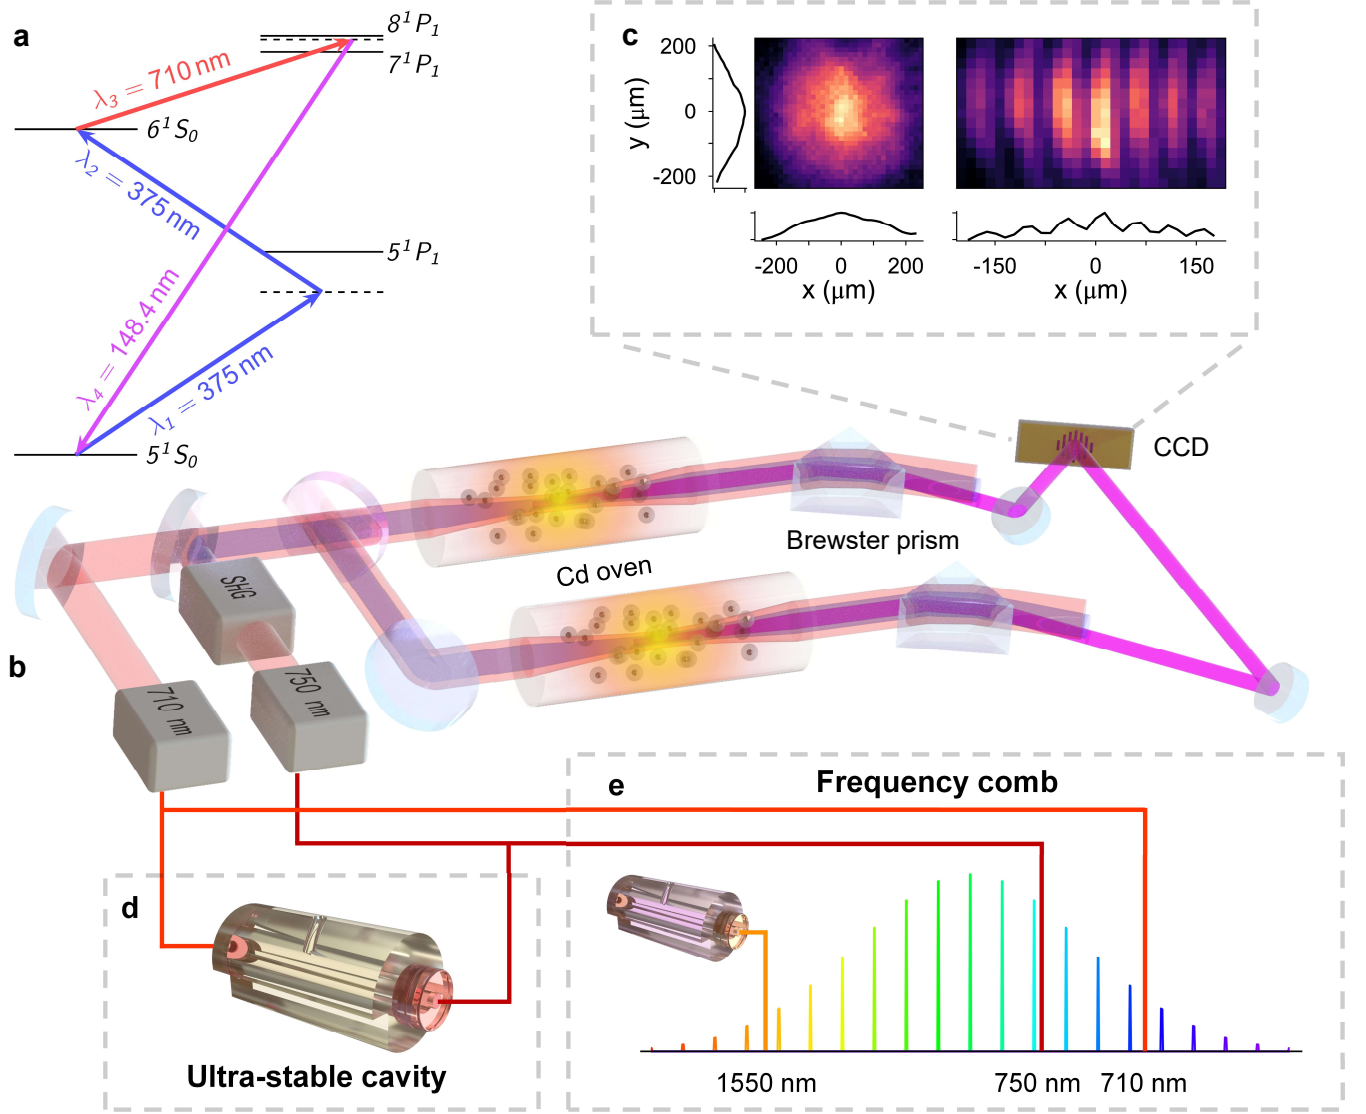 a
8¹P₁
7¹P₁
λ₃ = 710 nm
6¹S₀
λ₂ = 375 nm
5¹P₁
λ₄ = 148.4 nm
λ₁ = 375 nm
5¹S₀
c
200
0
-200
y (μm)
-200 0 200
x (μm)
-150 0 150
x (μm)
CCD
Brewster prism
Cd oven
SHG
b
710 nm
750 nm
e
Frequency comb
d
Ultra-stable cavity
1550 nm
750 nm
710 nm